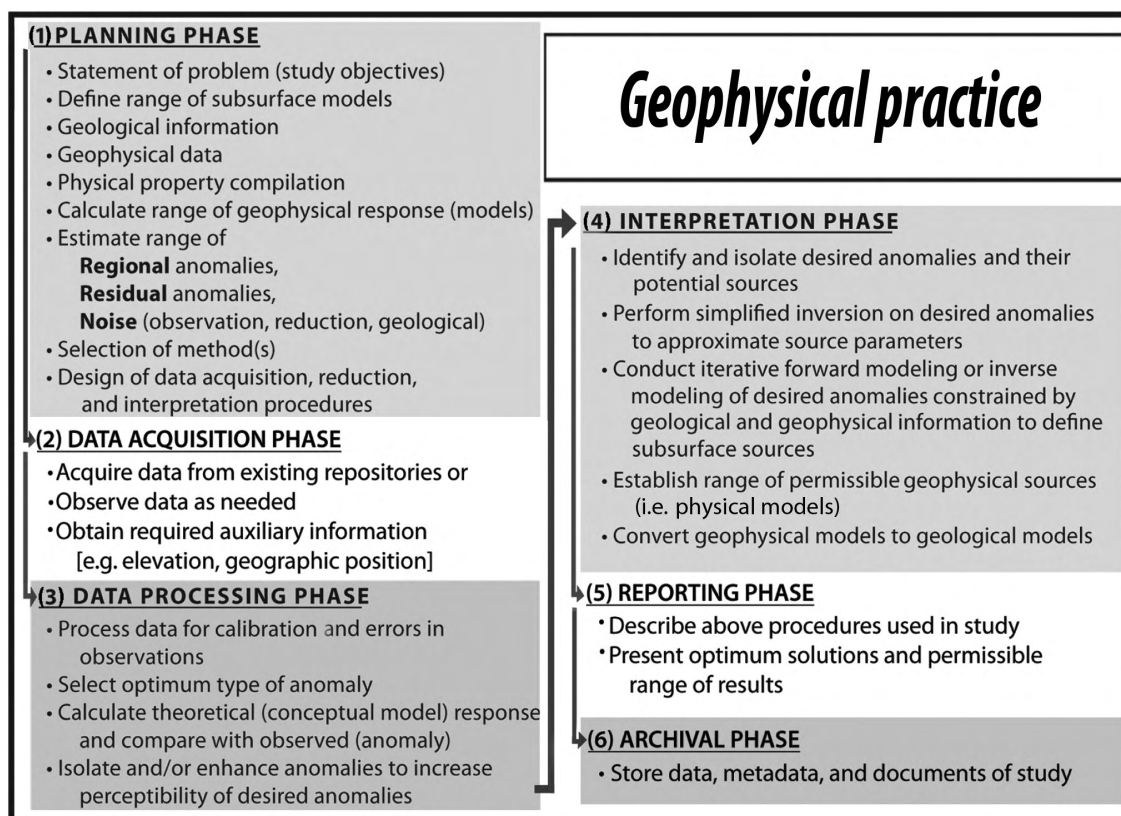 (1) PLANNING PHASE
• Statement of problem (study objectives)
• Define range of subsurface models
• Geological information
• Geophysical data
• Physical property compilation
• Calculate range of geophysical response (models)
• Estimate range of
Regional anomalies,
Residual anomalies,
Noise (observation, reduction, geological)
• Selection of method(s)
• Design of data acquisition, reduction,
and interpretation procedures
(2) DATA ACQUISITION PHASE
• Acquire data from existing repositories or
• Observe data as needed
• Obtain required auxiliary information
[e.g. elevation, geographic position]
(3) DATA PROCESSING PHASE
• Process data for calibration and errors in
observations
• Select optimum type of anomaly
• Calculate theoretical (conceptual model) response
and compare with observed (anomaly)
• Isolate and/or enhance anomalies to increase
perceptibility of desired anomalies
Geophysical practice
(4) INTERPRETATION PHASE
• Identify and isolate desired anomalies and their
potential sources
• Perform simplified inversion on desired anomalies
to approximate source parameters
• Conduct iterative forward modeling or inverse
modeling of desired anomalies constrained by
geological and geophysical information to define
subsurface sources
• Establish range of permissible geophysical sources
(i.e. physical models)
• Convert geophysical models to geological models
(5) REPORTING PHASE
• Describe above procedures used in study
• Present optimum solutions and permissible
range of results
(6) ARCHIVAL PHASE
• Store data, metadata, and documents of study